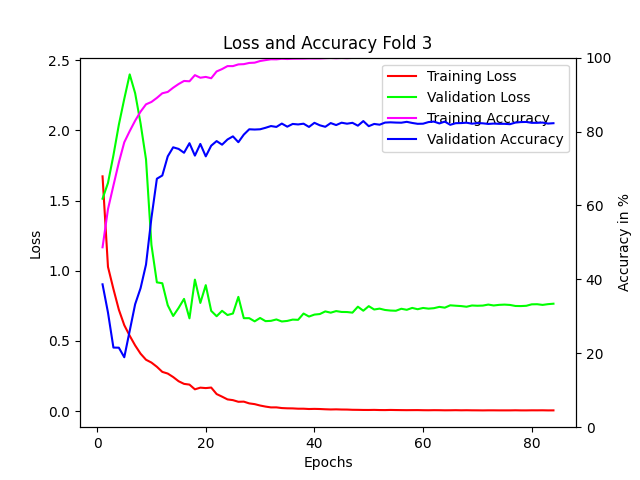 Loss and Accuracy Fold 3
Training Loss
Validation Loss
Training Accuracy
Validation Accuracy
2.5
2.0
1.5
1.0
0.5
0.0
Loss
100
80
60
40
20
0
Accuracy in %
0 20 40 60 80
Epochs